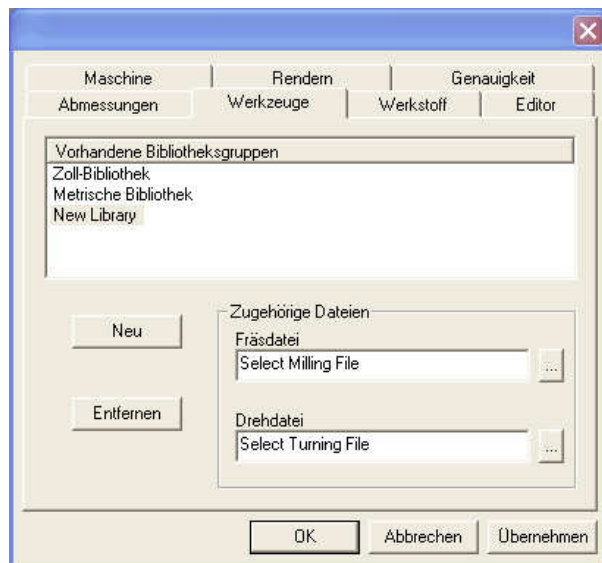 Maschine Rendern Genauigkeit
Abmessungen Werkzeuge Werkstoff Editor
Vorhandene Bibliotheksgruppen
Zoll-Bibliothek
Metrische Bibliothek
New Library
Neu
Entfernen
Zugehörige Dateien
Fräsdatei
Select Milling File
...
Drehdatei
Select Turning File
...
OK Abbrechen Übernehmen